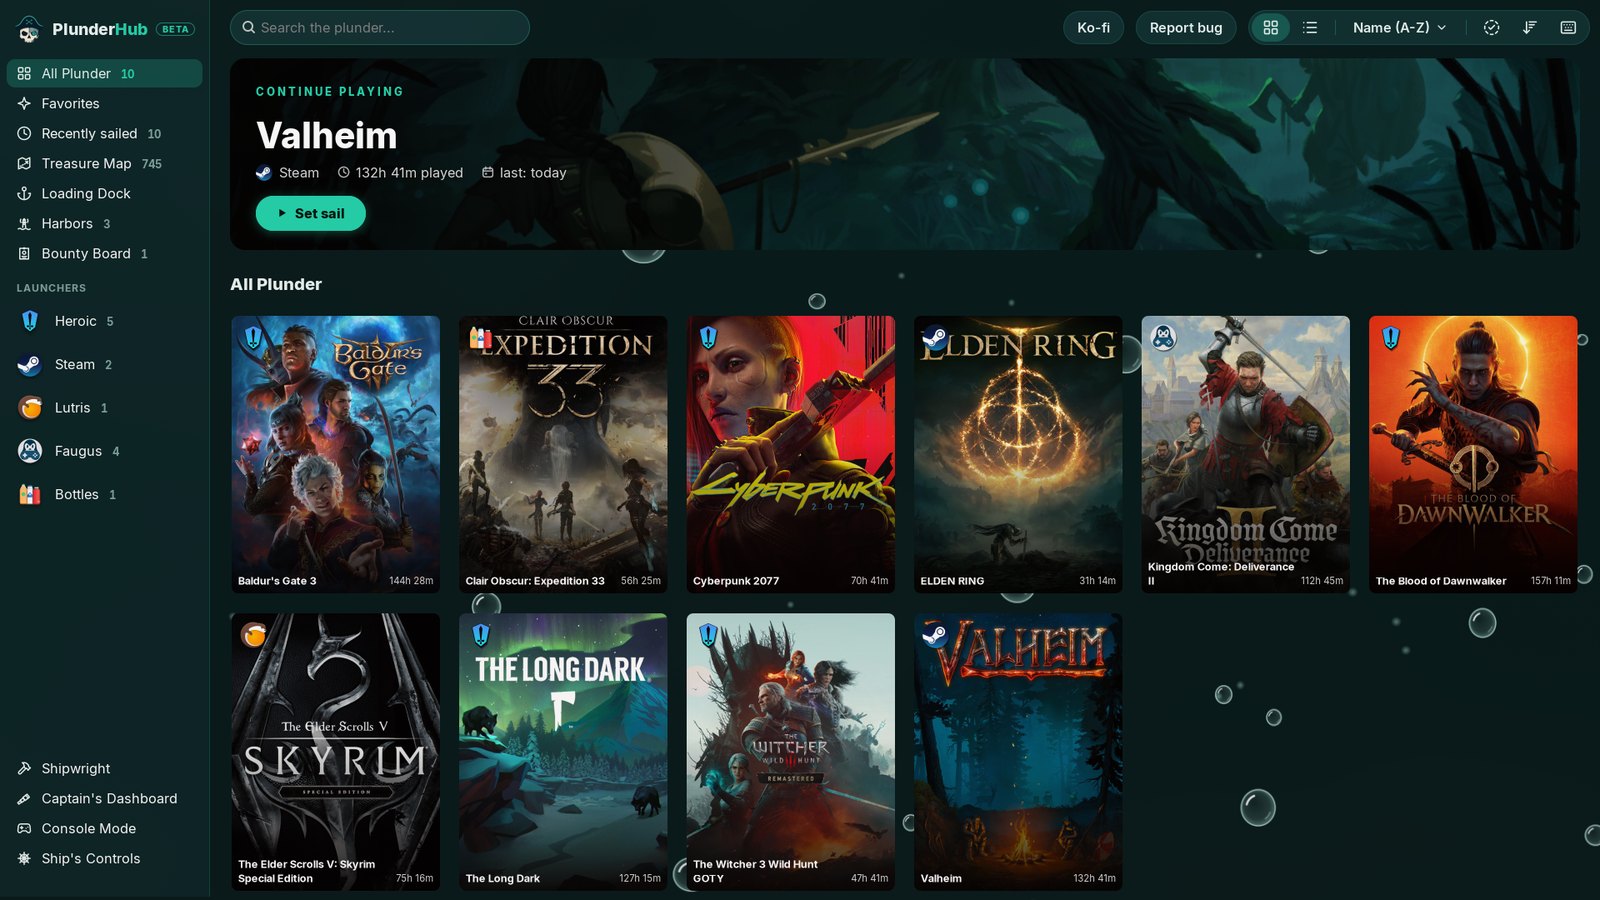 PlunderHub BETA
Search the plunder...
Ko-fi
Report bug
Name (A-Z)
All Plunder 10
Favorites
Recently sailed 10
Treasure Map 745
Loading Dock
Harbors 3
Bounty Board 1
LAUNCHERS
Heroic 5
Steam 2
Lutris 1
Faugus 4
Bottles 1
Shipwright
Captain's Dashboard
Console Mode
Ship's Controls
CONTINUE PLAYING
Valheim
Steam 132h 41m played last: today
Set sail
All Plunder
BALDUR'S
GATE
Baldur's Gate 3 144h 28m
CLAIR OBSCUR
EXPEDITION
33
Clair Obscur: Expedition 33 56h 25m
CYBERPUNK
2077
Cyberpunk 2077 70h 41m
ELDEN RING
ELDEN RING 31h 14m
Kingdom Come
II
Deliverance
Kingdom Come: Deliverance
II 112h 45m
THE BLOOD OF
DAWNWALKER
The Blood of Dawnwalker 157h 11m
The Elder Scrolls V
SKYRIM
SPECIAL EDITION
The Elder Scrolls V: Skyrim
Special Edition 75h 16m
THE LONG DARK
The Long Dark 127h 15m
THE
WITCHER
WILD HUNT
REMASTERED
The Witcher 3 Wild Hunt
GOTY 47h 41m
VALHEIM
Valheim 132h 41m